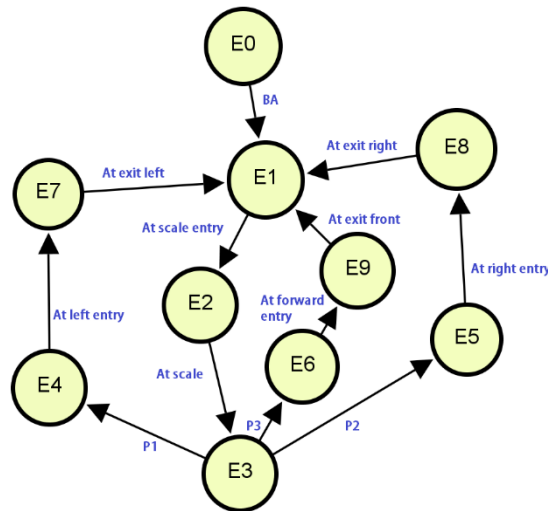 E0
BA
At exit right
E8
At exit left
E7
E1
At scale entry
At exit front
E9
At right entry
E2
At forward
entry
At left entry
E5
At scale
E6
E4
P3
P2
P1
E3